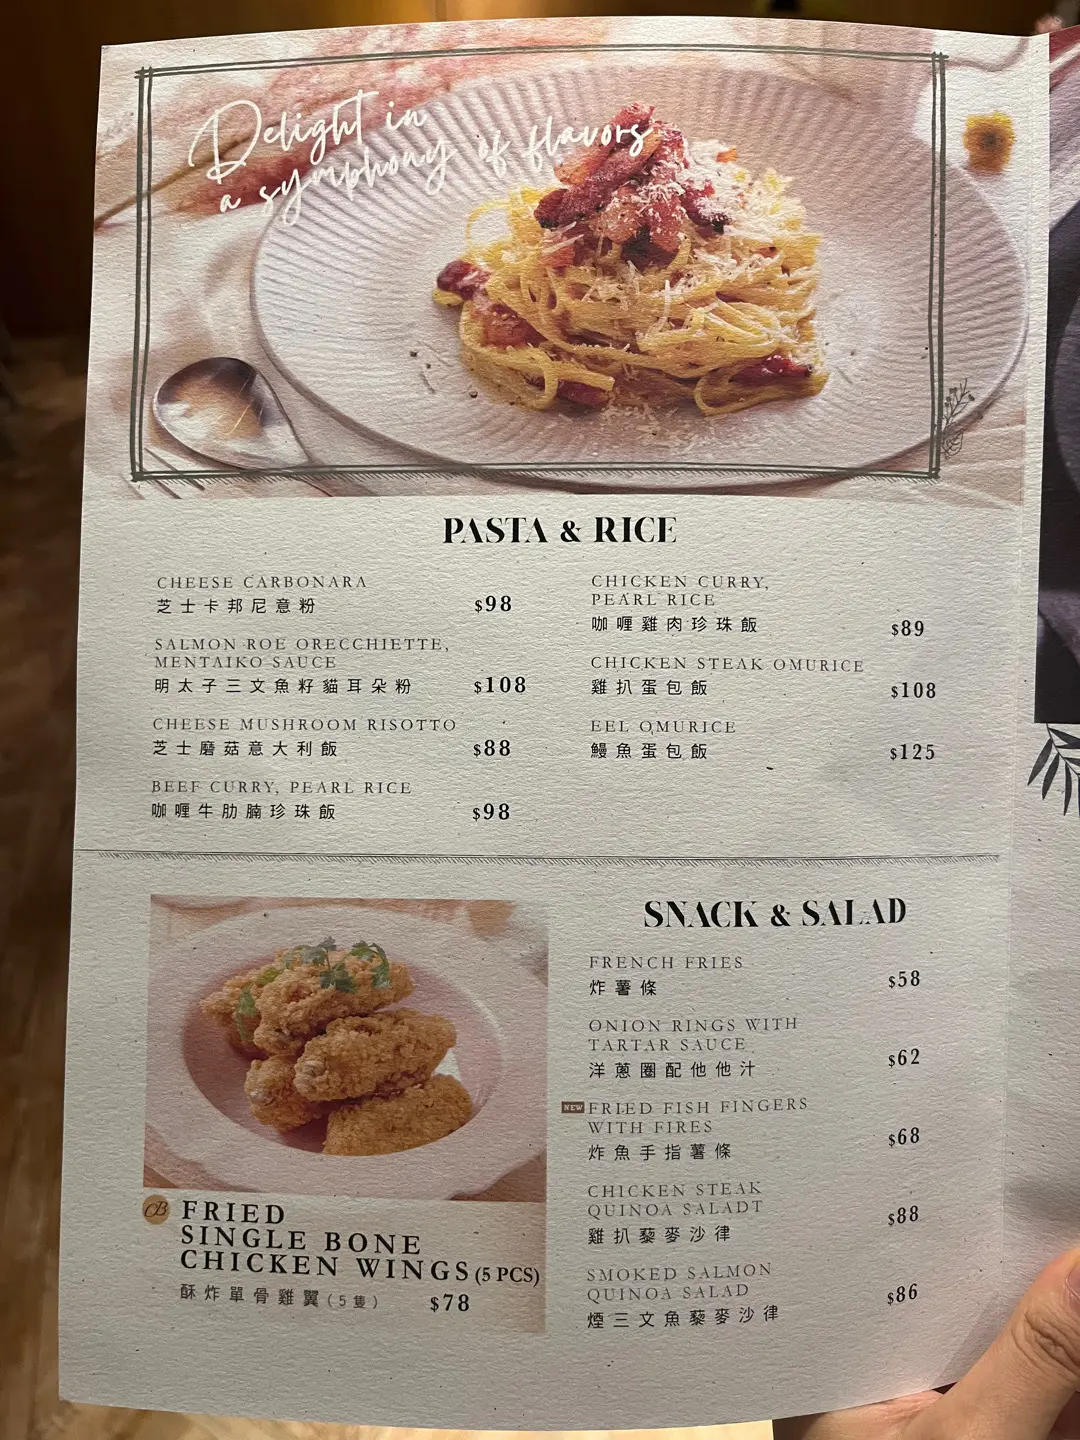 Delight in
a symphony of flavors
PASTA & RICE
CHEESE CARBONARA
芝士卡邦尼意粉 $98
SALMON ROE ORECCHIETTE,
MENTAIKO SAUCE
明太子三文魚籽貓耳朵粉 $108
CHEESE MUSHROOM RISOTTO
芝士磨菇意大利飯 $88
BEEF CURRY, PEARL RICE
咖喱牛肋腩珍珠飯 $98
CHICKEN CURRY,
PEARL RICE
咖喱雞肉珍珠飯 $89
CHICKEN STEAK OMURICE
雞扒蛋包飯 $108
EEL OMURICE
鰻魚蛋包飯 $125
CB FRIED
SINGLE BONE
CHICKEN WINGS (5 PCS)
酥炸單骨雞翼(5隻) $78
SNACK & SALAD
FRENCH FRIES
炸薯條 $58
ONION RINGS WITH
TARTAR SAUCE
洋蔥圈配他他汁 $62
NEW FRIED FISH FINGERS
WITH FIRES
炸魚手指薯條 $68
CHICKEN STEAK
QUINOA SALADT
雞扒藜麥沙律 $88
SMOKED SALMON
QUINOA SALAD
煙三文魚藜麥沙律 $86